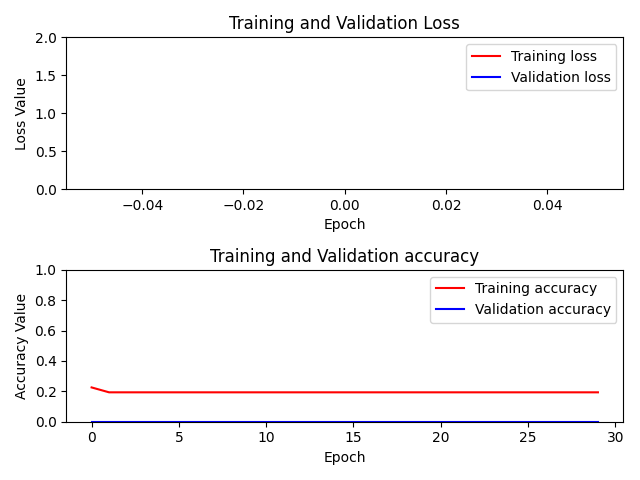 Training and Validation Loss
2.0
1.5
1.0
0.5
0.0
Loss Value
Training loss
Validation loss
−0.04 −0.02 0.00 0.02 0.04
Epoch
Training and Validation accuracy
1.0
0.8
0.6
0.4
0.2
0.0
Accuracy Value
Training accuracy
Validation accuracy
0 5 10 15 20 25 30
Epoch